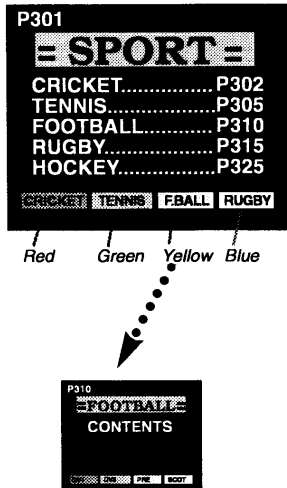 P301
= SPORT =
CRICKET................. P302
TENNIS.................. P305
FOOTBALL............ P310
RUGBY.................. P315
HOCKEY................ P325
CRICKET TENNIS F.BALL RUGBY
Red Green Yellow Blue
P310
=FOOTBALL=
CONTENTS
PRE SCOT